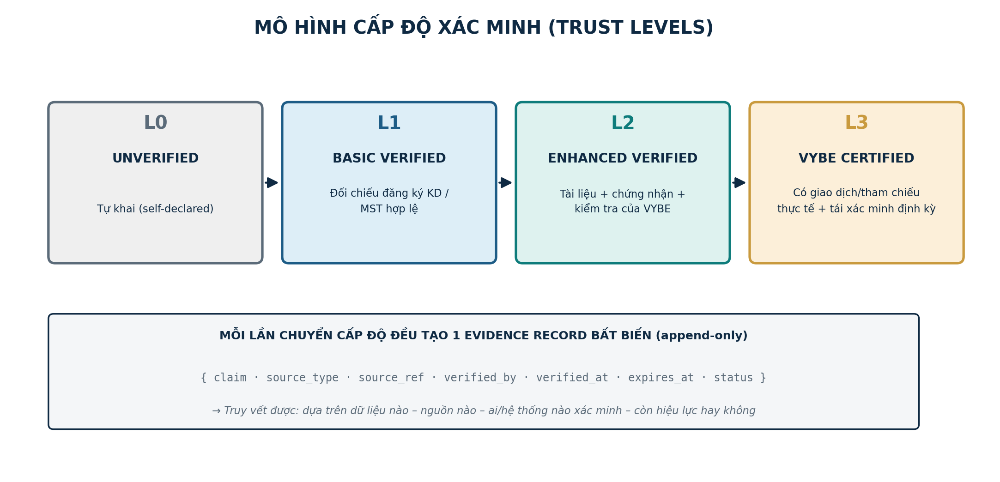 MÔ HÌNH CẤP ĐỘ XÁC MINH (TRUST LEVELS)
L0
UNVERIFIED
Tự khai (self-declared)
L1
BASIC VERIFIED
Đối chiếu đăng ký KD /
MST hợp lệ
L2
ENHANCED VERIFIED
Tài liệu + chứng nhận +
kiểm tra của VYBE
L3
VYBE CERTIFIED
Có giao dịch/tham chiếu
thực tế + tái xác minh định kỳ
MỖI LẦN CHUYỂN CẤP ĐỘ ĐỀU TẠO 1 EVIDENCE RECORD BẤT BIẾN (append-only)
{ claim · source_type · source_ref · verified_by · verified_at · expires_at · status }
→ Truy vết được: dựa trên dữ liệu nào – nguồn nào – ai/hệ thống nào xác minh – còn hiệu lực hay không